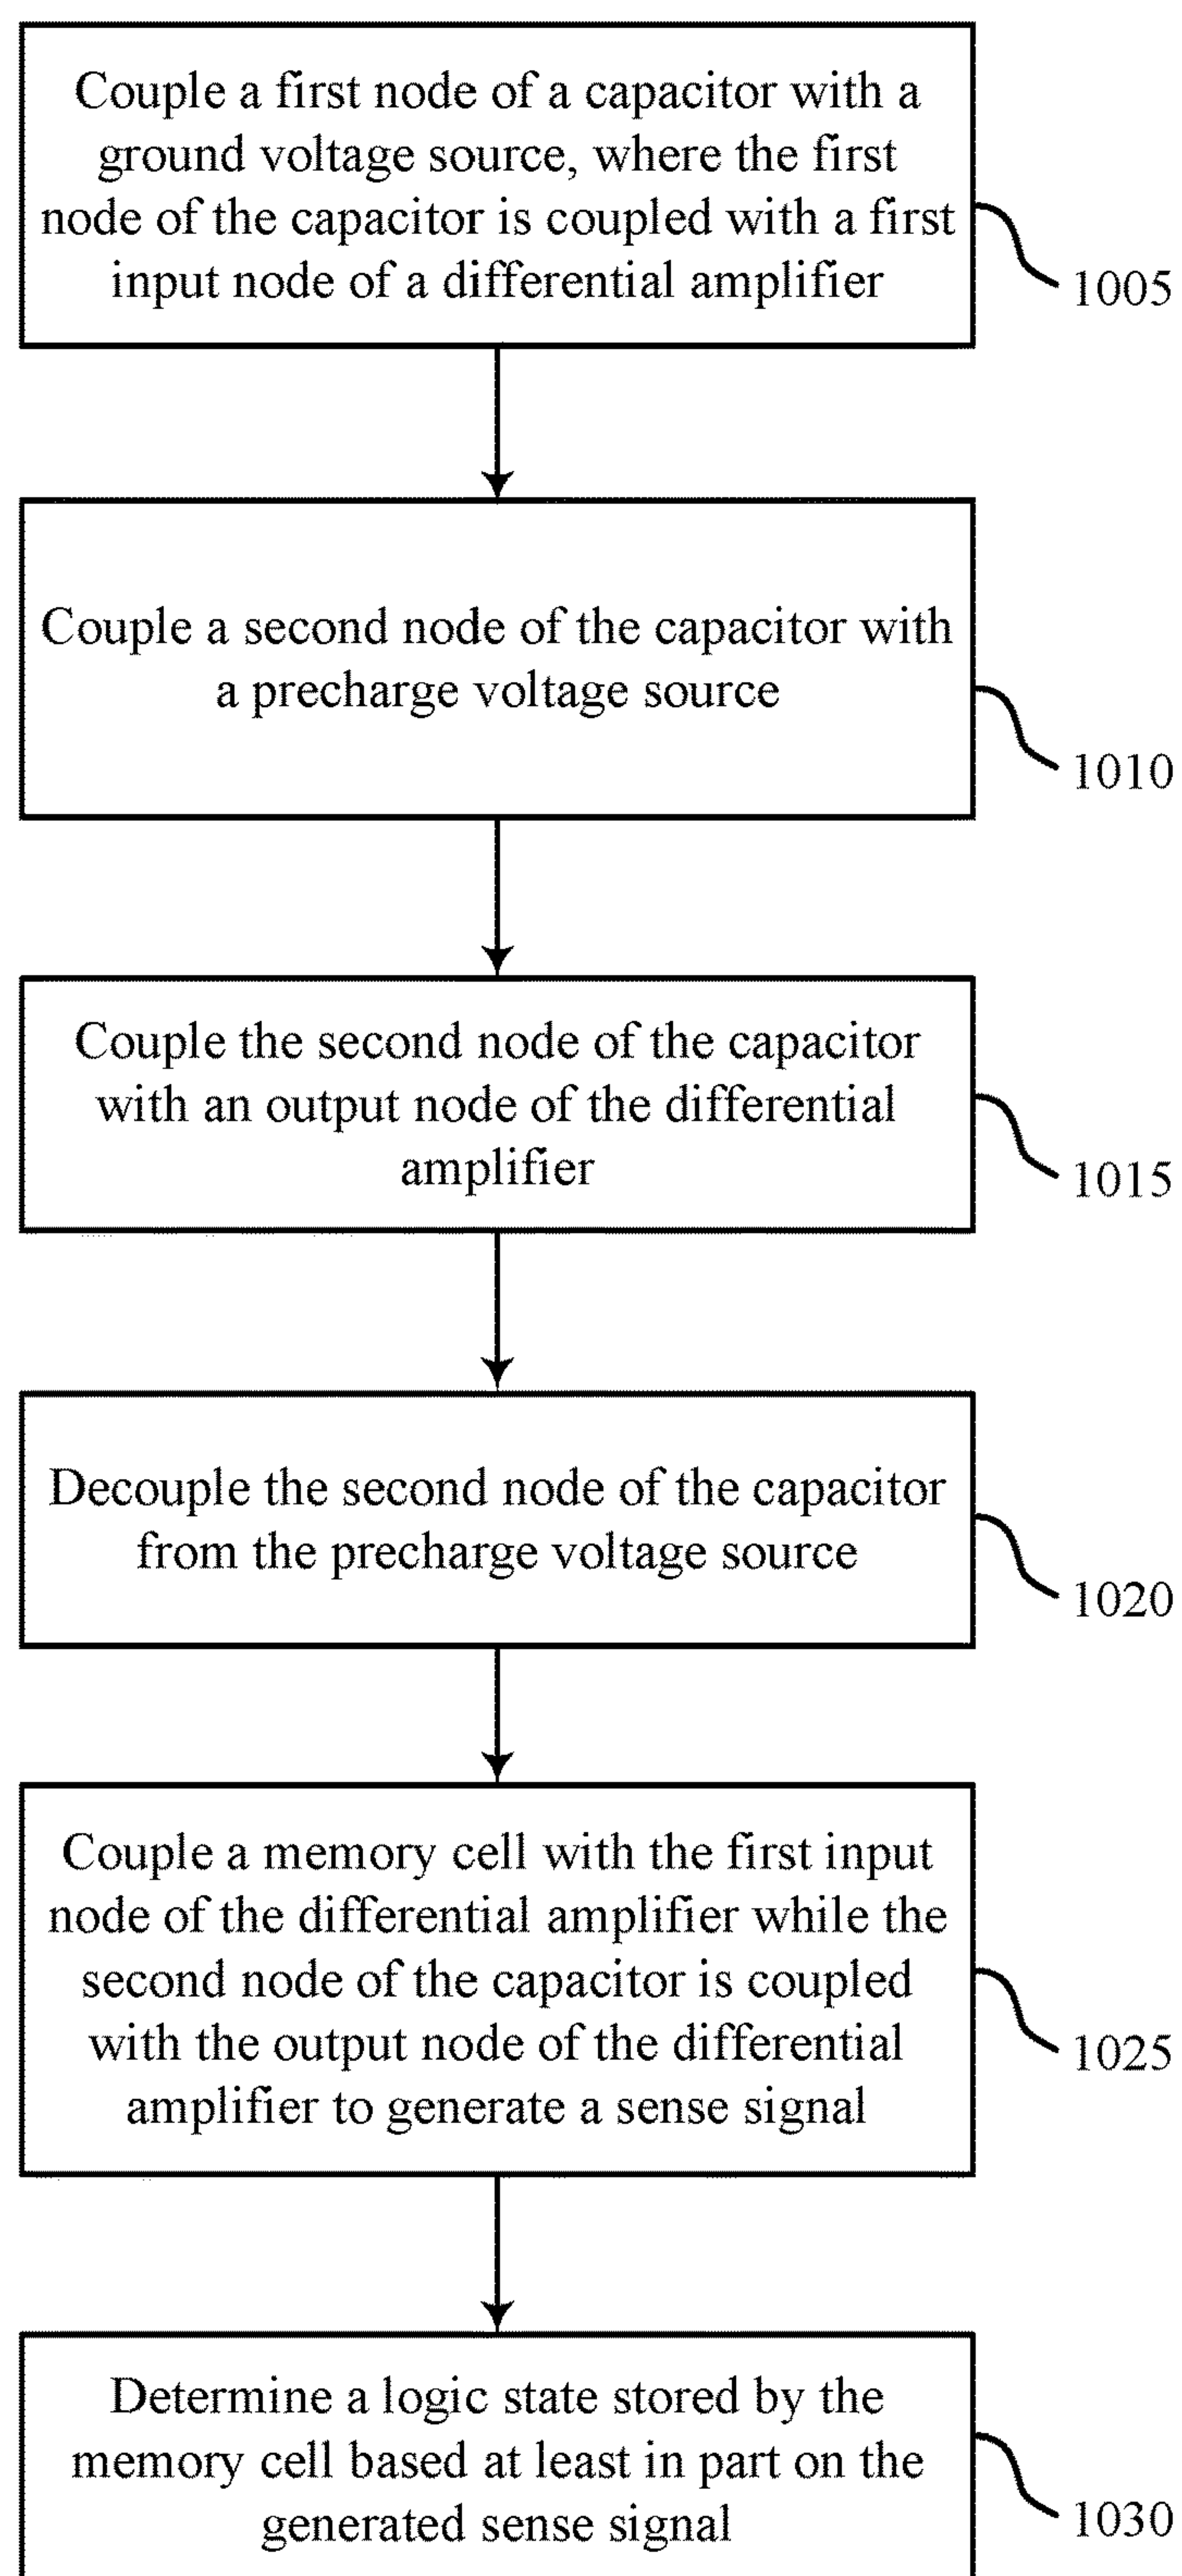 Couple a first node of a capacitor with a
ground voltage source, where the first
node of the capacitor is coupled with a first
input node of a differential amplifier
1005
Couple a second node of the capacitor with
a precharge voltage source
1010
Couple the second node of the capacitor
with an output node of the differential
amplifier
1015
Decouple the second node of the capacitor
from the precharge voltage source
1020
Couple a memory cell with the first input
node of the differential amplifier while the
second node of the capacitor is coupled
with the output node of the differential
amplifier to generate a sense signal
1025
Determine a logic state stored by the
memory cell based at least in part on the
generated sense signal
1030